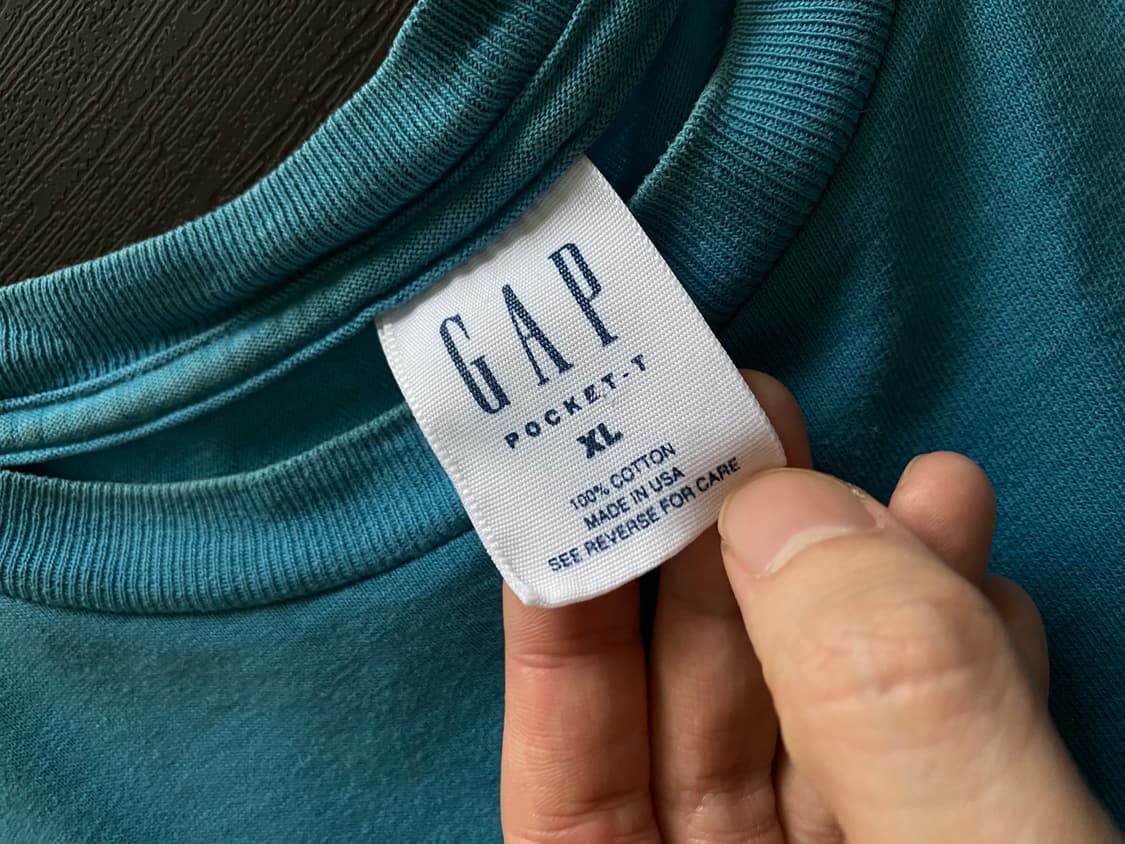 GAP
POCKET-T
XL
100% COTTON
MADE IN USA
SEE REVERSE FOR CARE